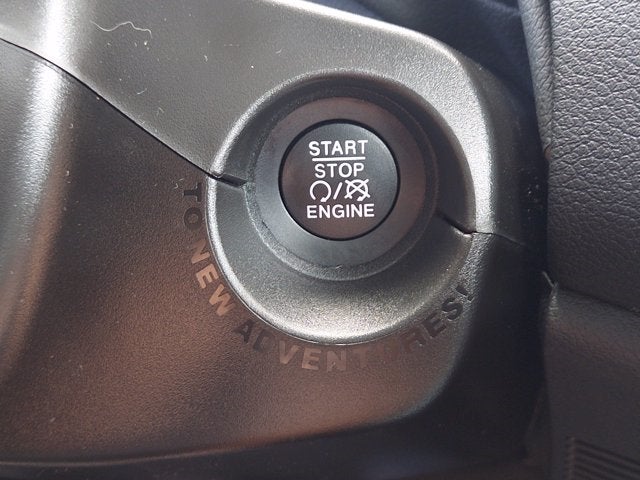 START
STOP
/
ENGINE
TO NEW ADVENTURES!